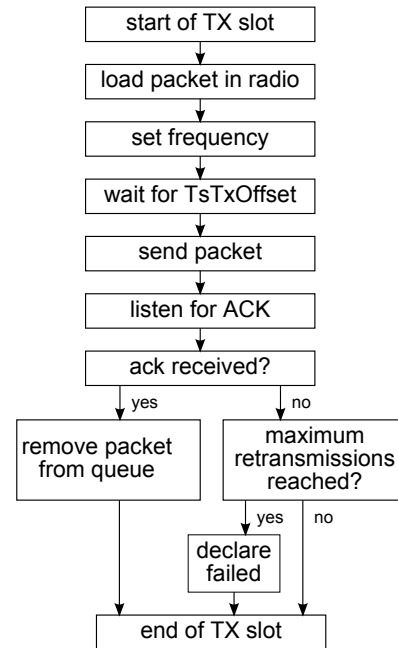 start of TX slot
load packet in radio
set frequency
wait for TsTxOffset
send packet
listen for ACK
ack received?
yes
no
remove packet
from queue
maximum
retransmissions
reached?
yes
no
declare
failed
end of TX slot